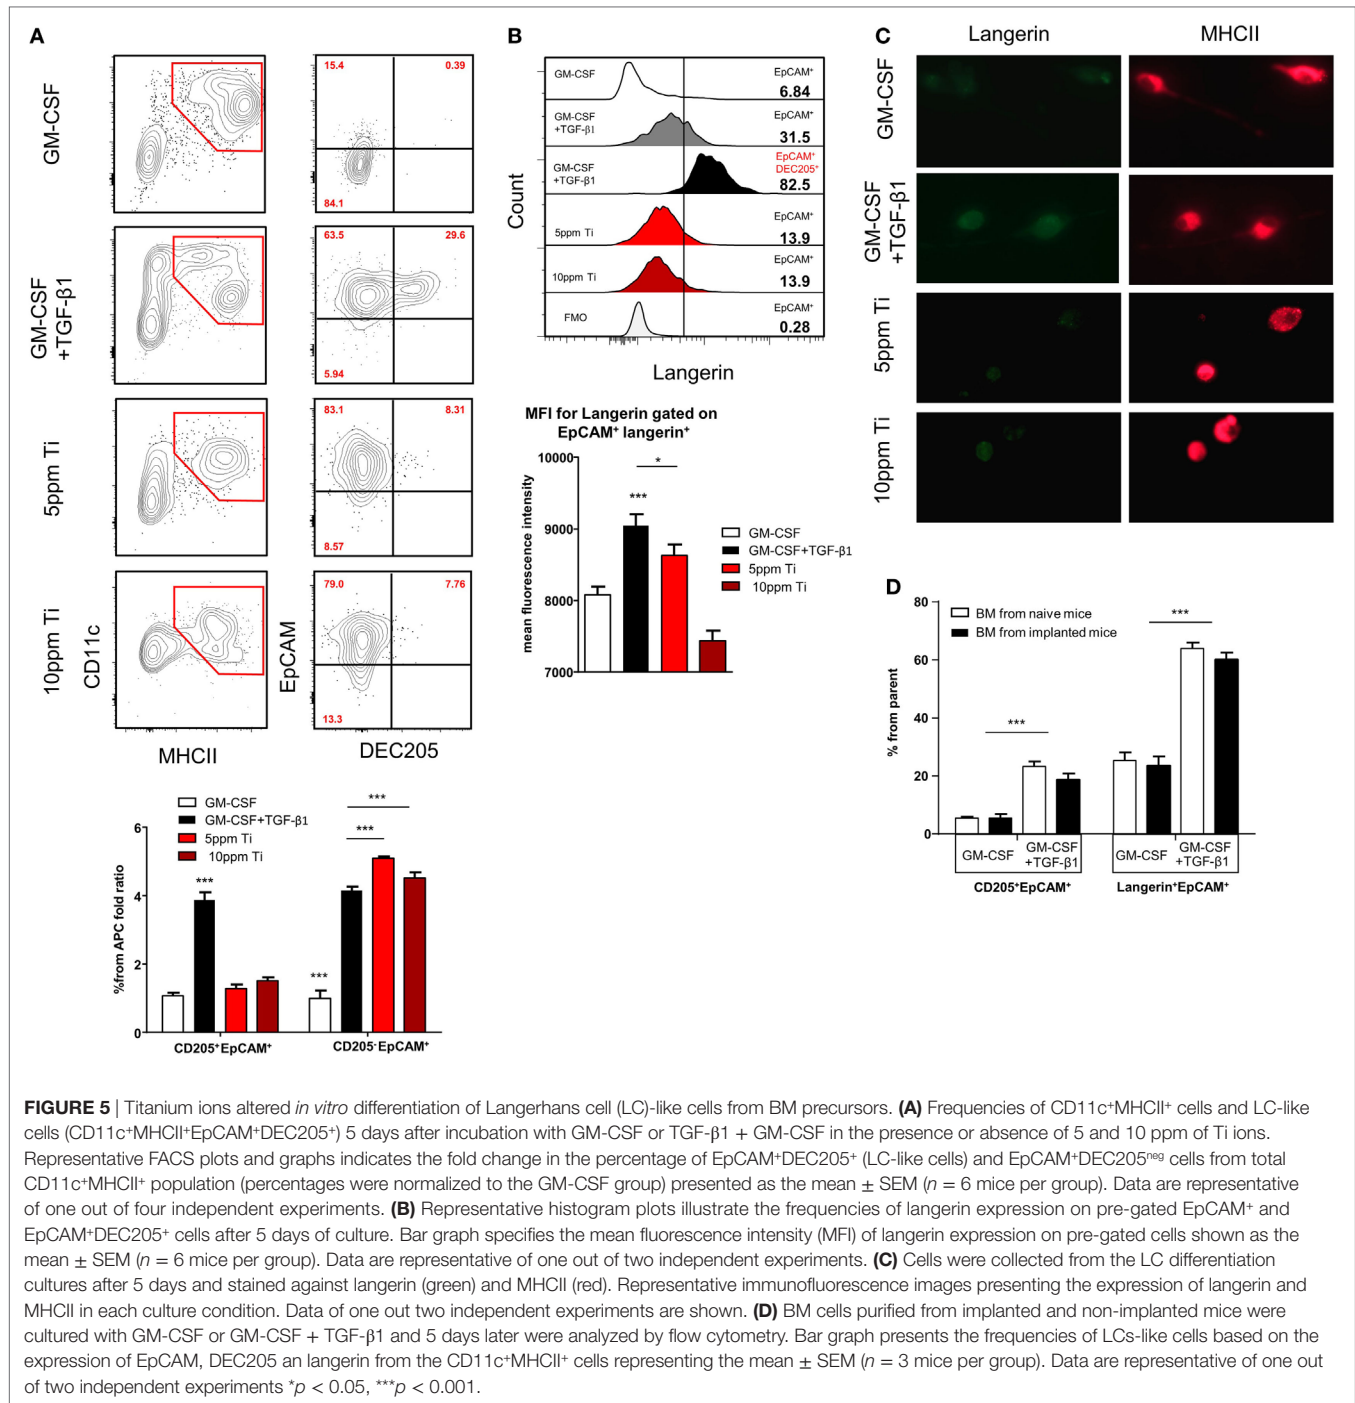 A
GM-CSF
15.4
0.39
84.1
GM-CSF
+TGF-β1
63.5
29.6
5.94
5ppm Ti
83.1
8.31
8.57
10ppm Ti
79.0
7.76
13.3
CD11c
EpCAM
MHCII
DEC205
GM-CSF
GM-CSF+TGF-β1
5ppm Ti
10ppm Ti
%from APC fold ratio
6
4
2
0
***
***
***
***
CD205⁺EpCAM⁺
CD205⁻EpCAM⁺
B
Count
GM-CSF
EpCAM⁺
6.84
GM-CSF
+TGF-β1
EpCAM⁺
31.5
GM-CSF
+TGF-β1
EpCAM⁺
DEC205⁺
82.5
5ppm Ti
EpCAM⁺
13.9
10ppm Ti
EpCAM⁺
13.9
FMO
EpCAM⁺
0.28
Langerin
MFI for Langerin gated on
EpCAM⁺ langerin⁺
mean fluorescence intensity
10000
9000
8000
7000
***
*
GM-CSF
GM-CSF+TGF-β1
5ppm Ti
10ppm Ti
C
Langerin
MHCII
GM-CSF
GM-CSF
+TGF-β1
5ppm Ti
10ppm Ti
D
BM from naive mice
BM from implanted mice
% from parent
80
60
40
20
0
***
***
GM-CSF
GM-CSF
+TGF-β1
GM-CSF
GM-CSF
+TGF-β1
CD205⁺EpCAM⁺
Langerin⁺EpCAM⁺
FIGURE 5 | Titanium ions altered in vitro differentiation of Langerhans cell (LC)-like cells from BM precursors. (A) Frequencies of CD11c⁺MHCII⁺ cells and LC-like
cells (CD11c⁺MHCII⁺EpCAM⁺DEC205⁺) 5 days after incubation with GM-CSF or TGF-β1 + GM-CSF in the presence or absence of 5 and 10 ppm of Ti ions.
Representative FACS plots and graphs indicates the fold change in the percentage of EpCAM⁺DEC205⁺ (LC-like cells) and EpCAM⁺DEC205ⁿᵉᵍ cells from total
CD11c⁺MHCII⁺ population (percentages were normalized to the GM-CSF group) presented as the mean ± SEM (n = 6 mice per group). Data are representative
of one out of four independent experiments. (B) Representative histogram plots illustrate the frequencies of langerin expression on pre-gated EpCAM⁺ and
EpCAM⁺DEC205⁺ cells after 5 days of culture. Bar graph specifies the mean fluorescence intensity (MFI) of langerin expression on pre-gated cells shown as the
mean ± SEM (n = 6 mice per group). Data are representative of one out of two independent experiments. (C) Cells were collected from the LC differentiation
cultures after 5 days and stained against langerin (green) and MHCII (red). Representative immunofluorescence images presenting the expression of langerin and
MHCII in each culture condition. Data of one out two independent experiments are shown. (D) BM cells purified from implanted and non-implanted mice were
cultured with GM-CSF or GM-CSF + TGF-β1 and 5 days later were analyzed by flow cytometry. Bar graph presents the frequencies of LCs-like cells based on the
expression of EpCAM, DEC205 an langerin from the CD11c⁺MHCII⁺ cells representing the mean ± SEM (n = 3 mice per group). Data are representative of one out
of two independent experiments *p < 0.05, ***p < 0.001.